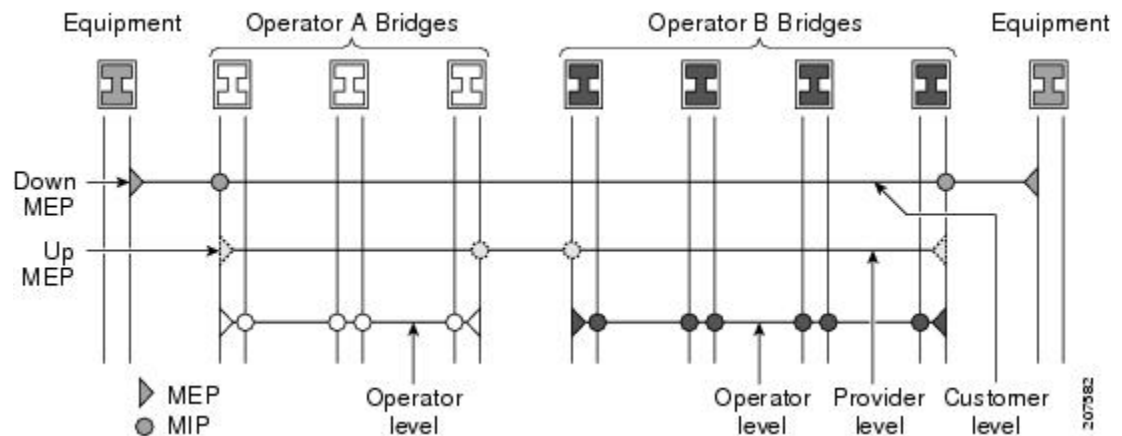 Equipment
Operator A Bridges
Operator B Bridges
Equipment
Down
MEP
Up
MEP
MEP
MIP
Operator
level
Operator
level
Provider
level
Customer
level
207582